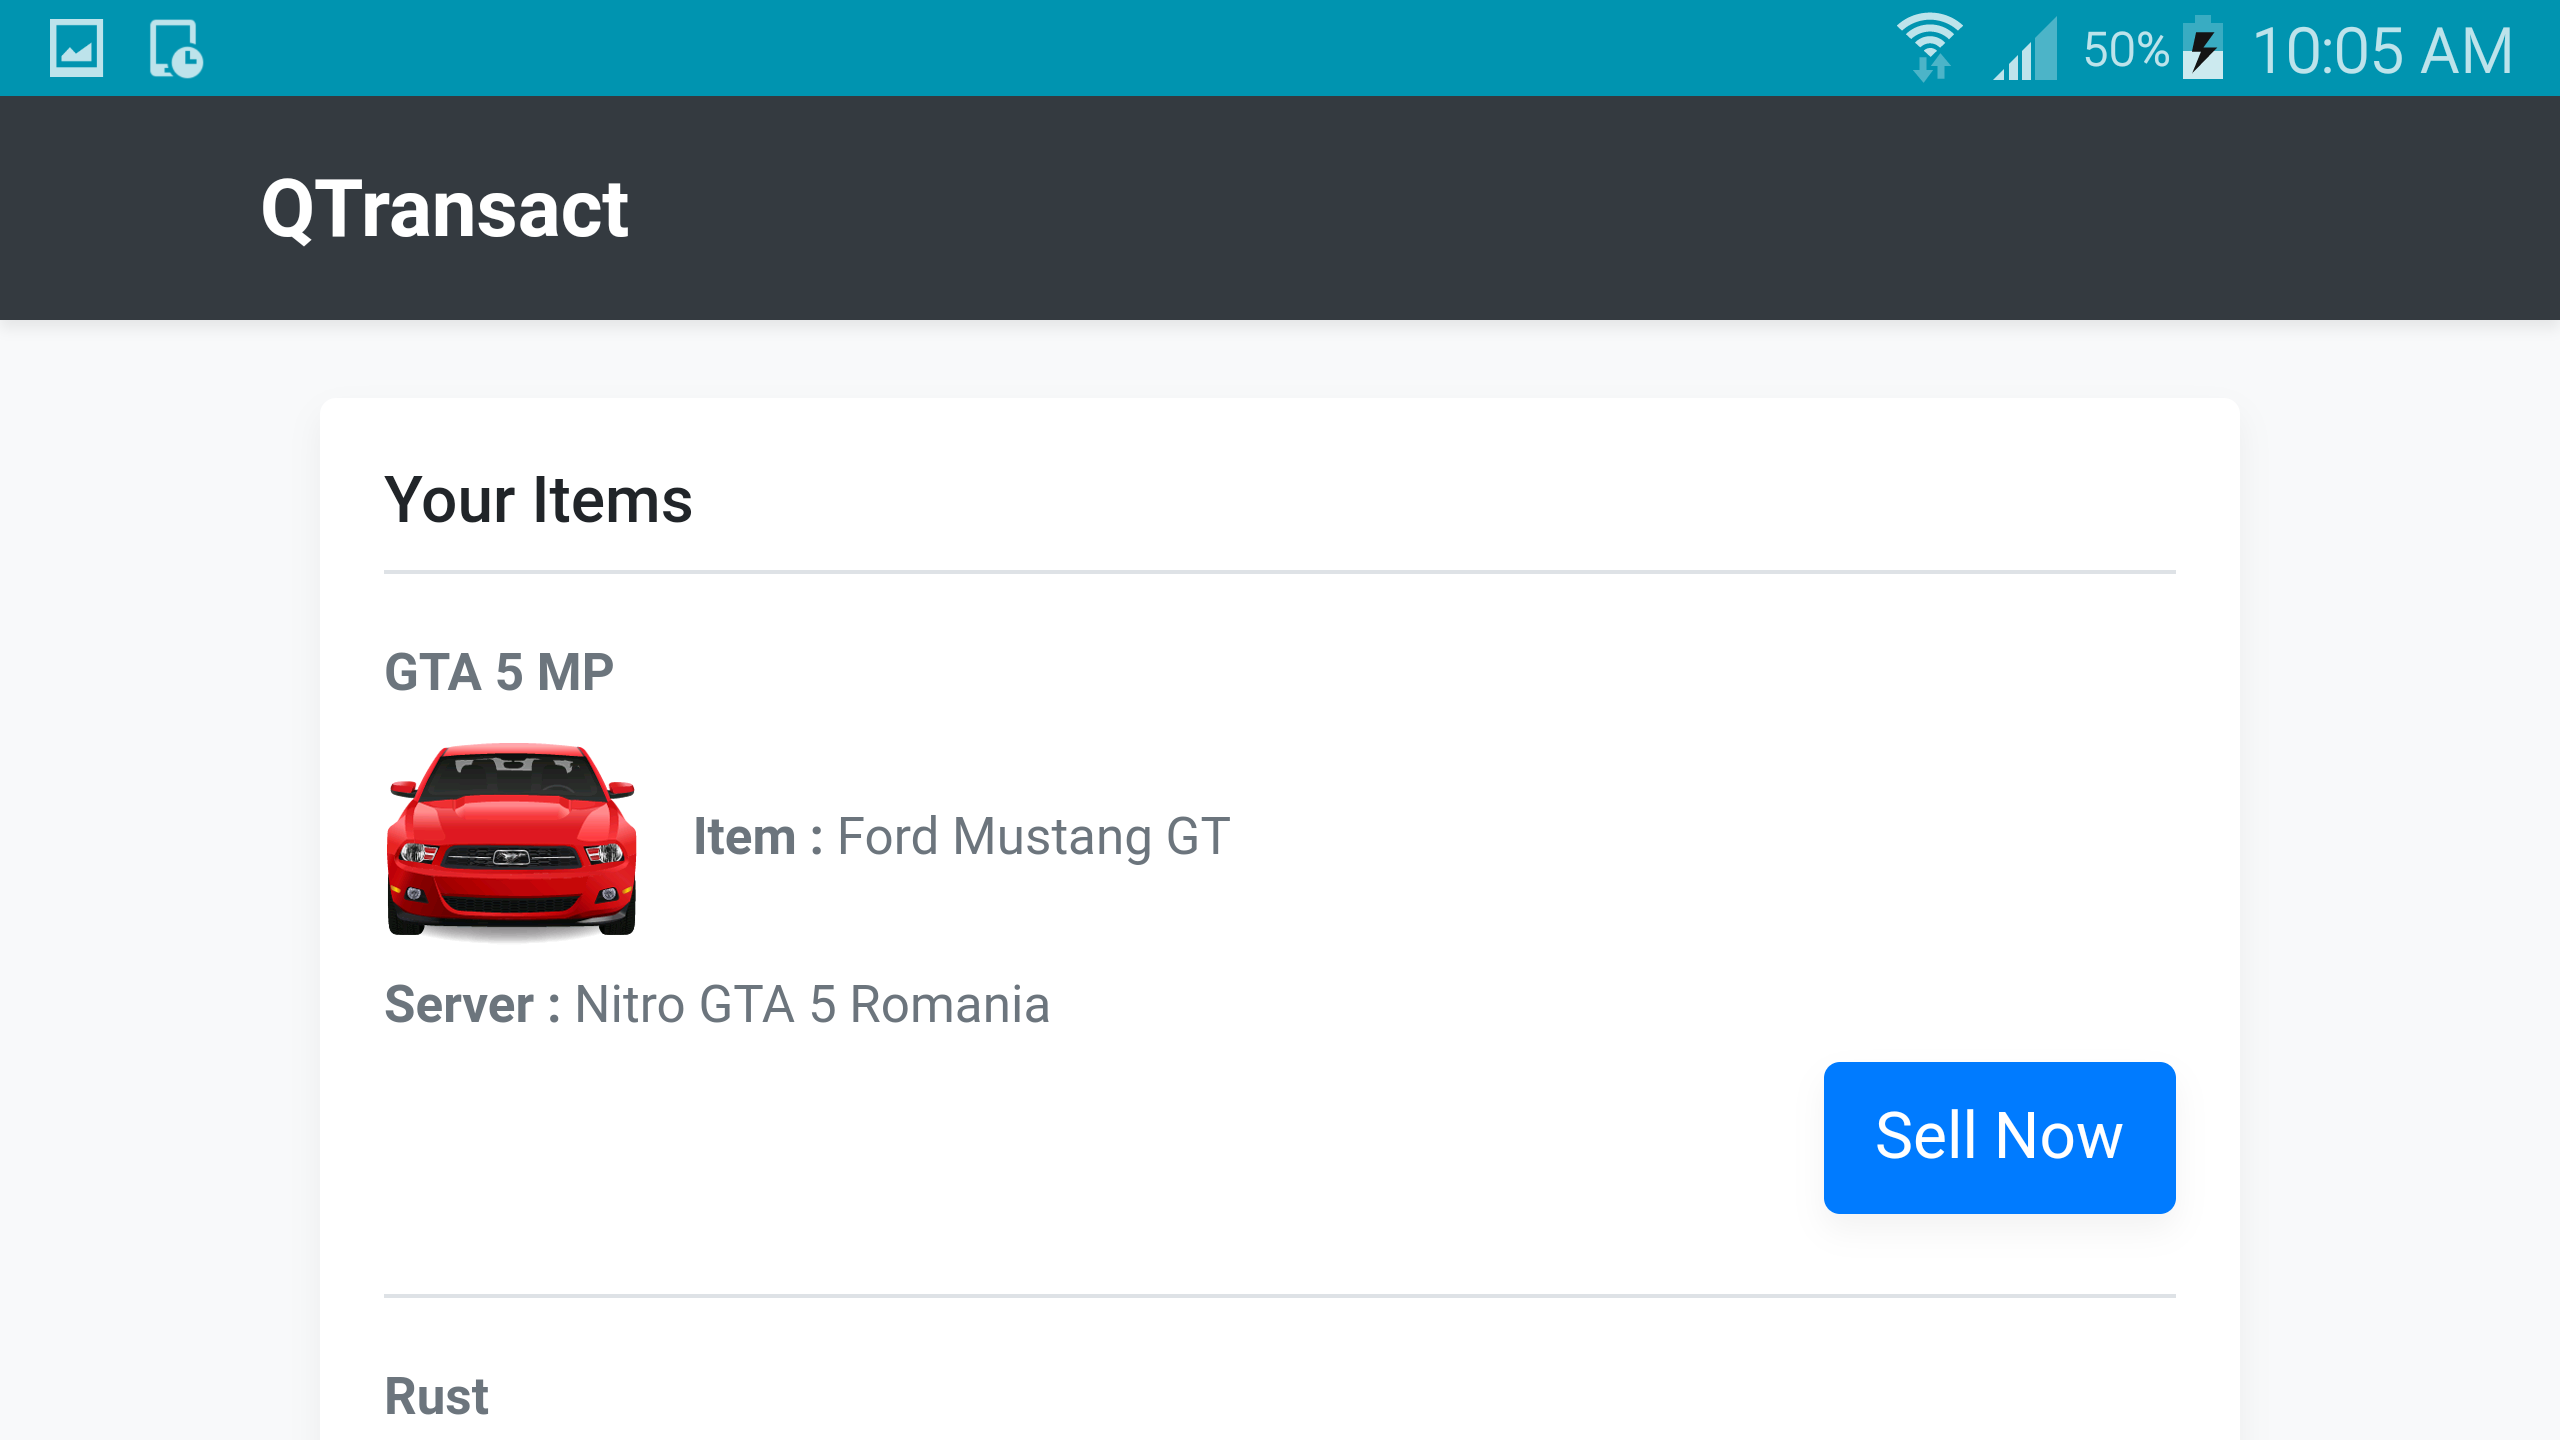 50% 10:05 AM
QTransact
Your Items
GTA 5 MP
Item : Ford Mustang GT
Server : Nitro GTA 5 Romania
Sell Now
Rust